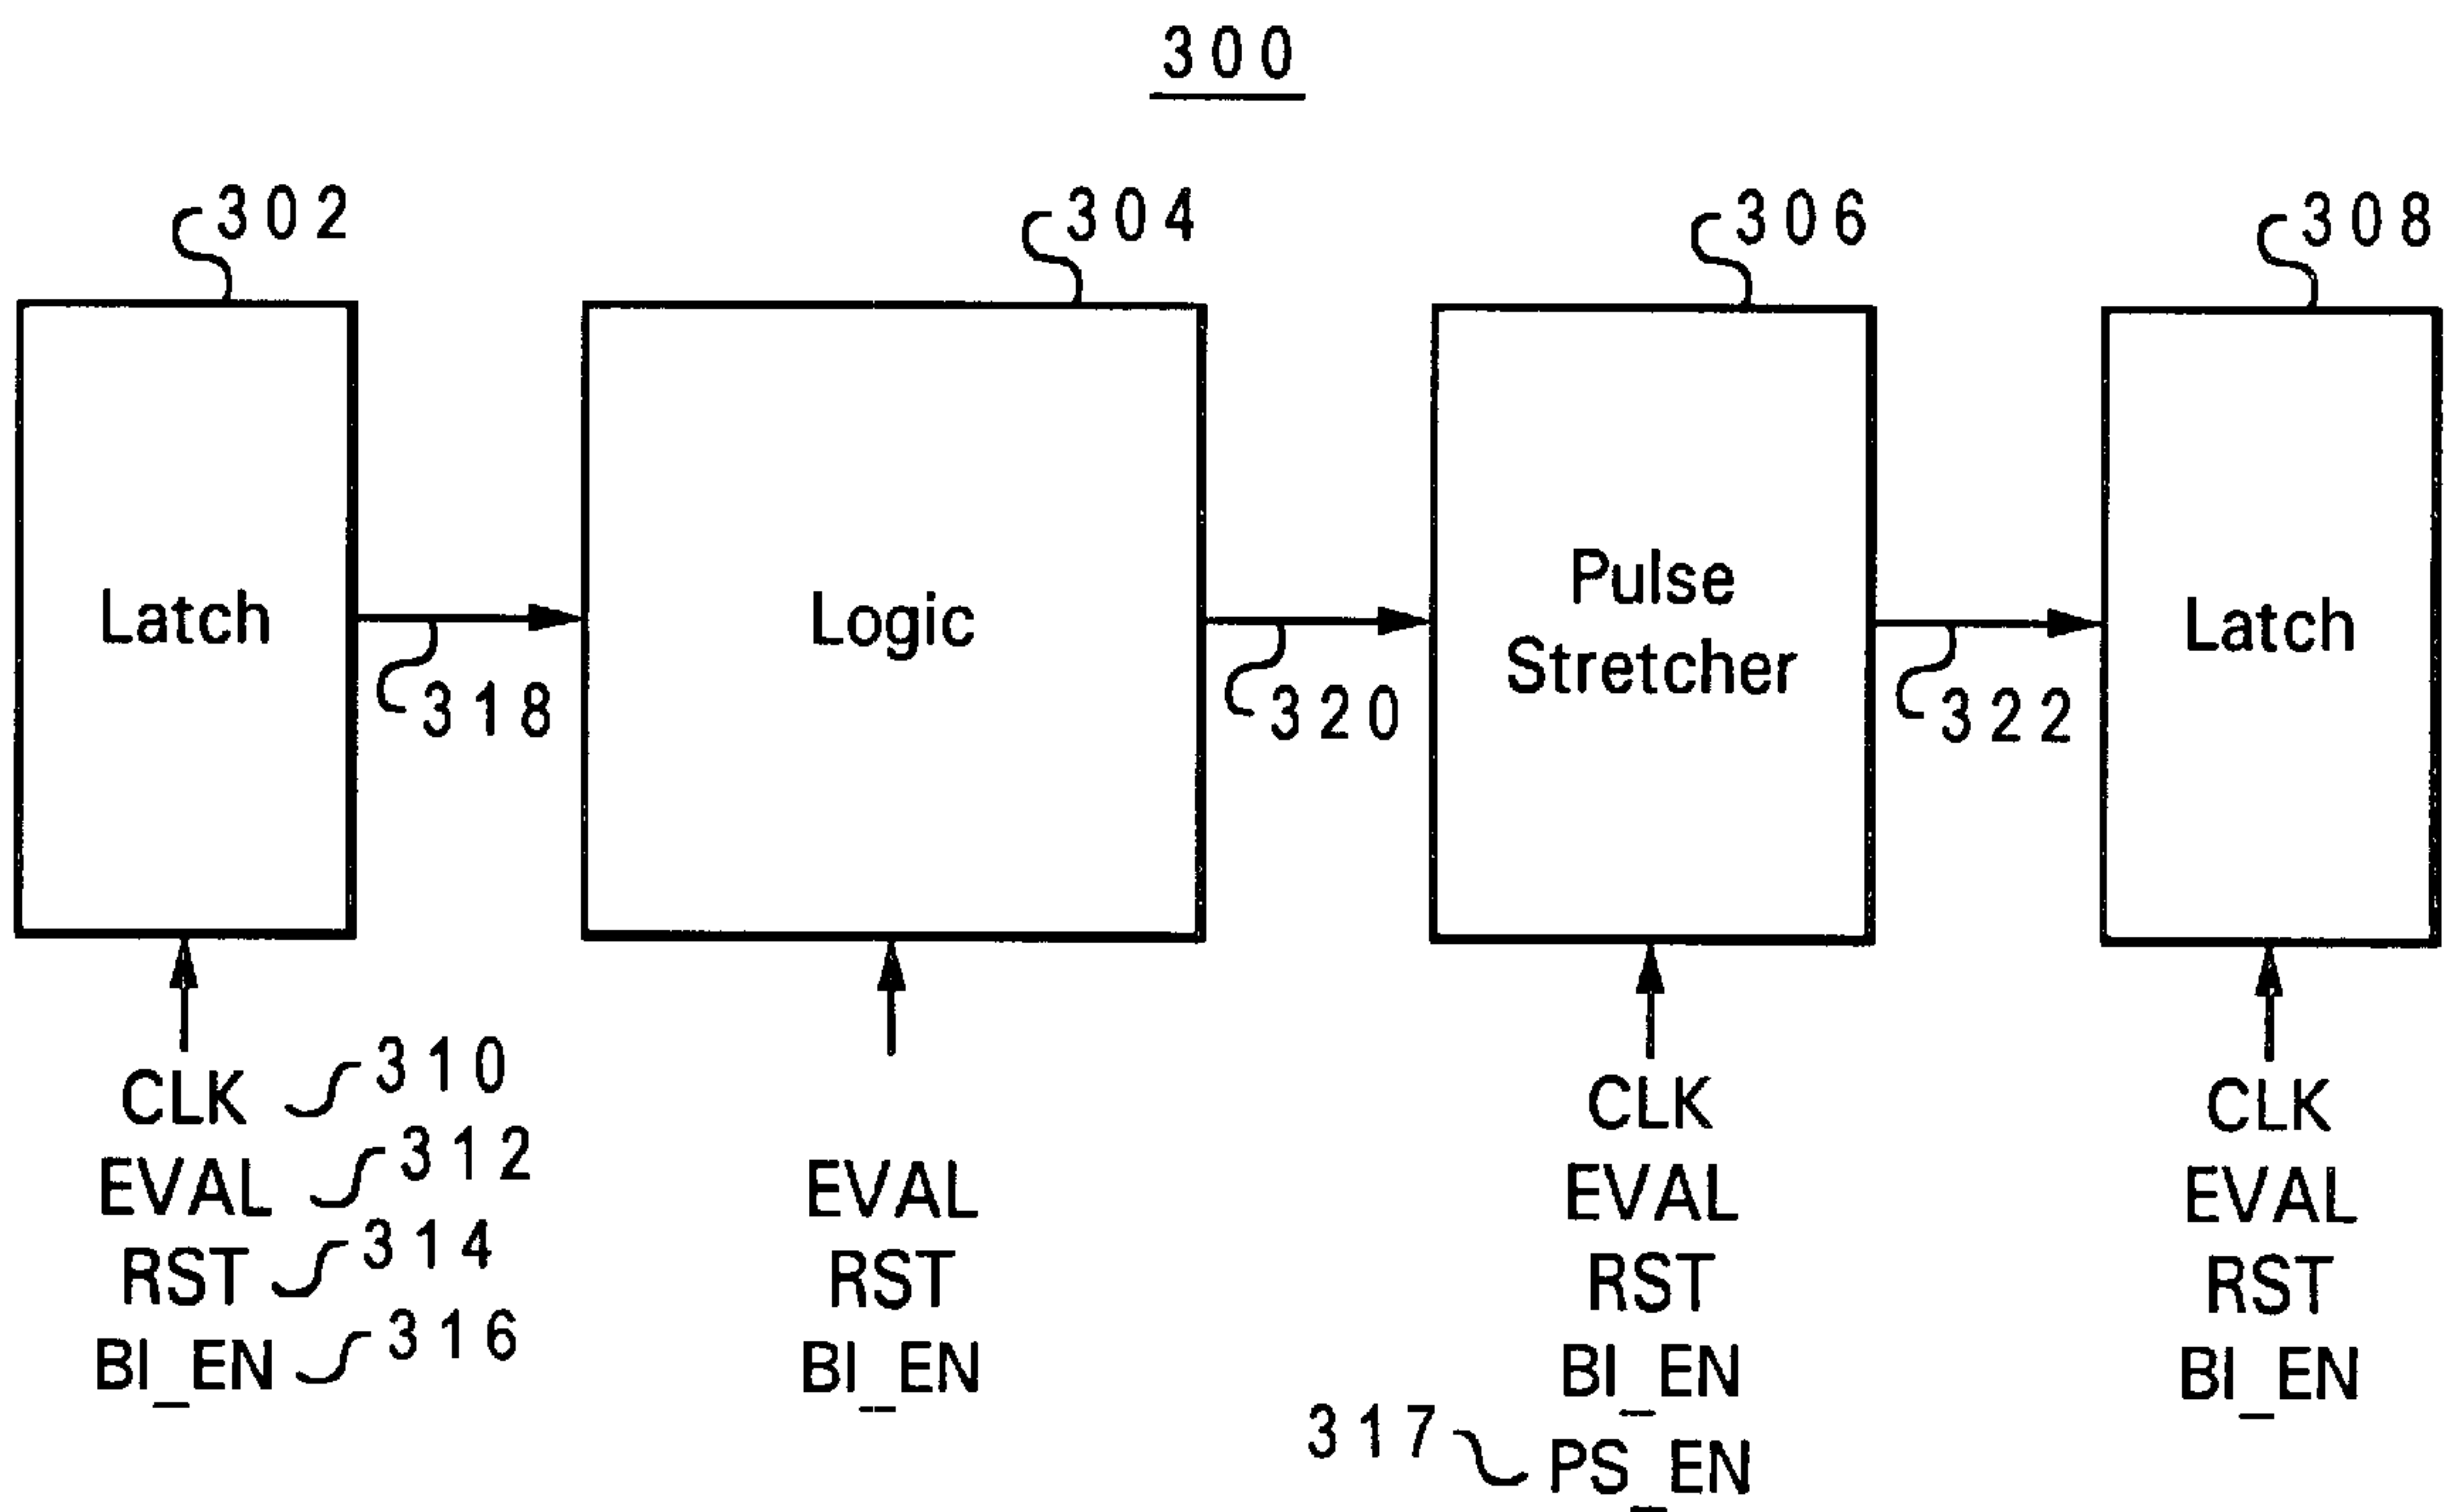 300
302
304
306
308
Latch
Logic
Pulse
Stretcher
Latch
318
320
322
CLK 310
EVAL 312
RST 314
BI_EN 316
EVAL
RST
BI_EN
CLK
EVAL
RST
BI_EN
317 PS_EN
CLK
EVAL
RST
BI_EN